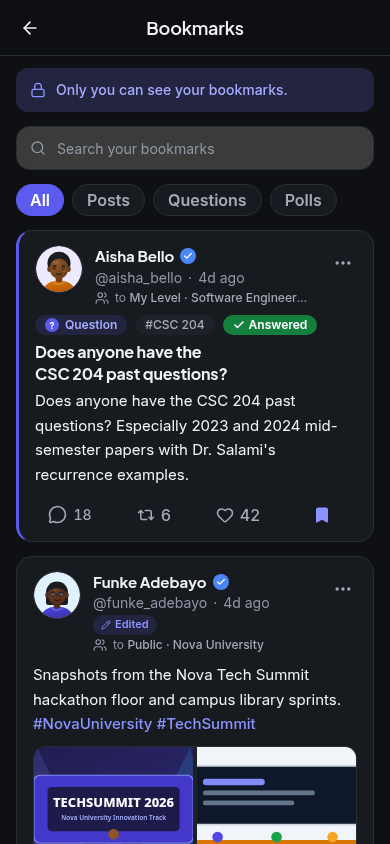 Bookmarks
Only you can see your bookmarks.
Search your bookmarks
All Posts Questions Polls
Aisha Bello
@aisha_bello · 4d ago
to My Level · Software Engineer...
? Question #CSC 204 Answered
Does anyone have the
CSC 204 past questions?
Does anyone have the CSC 204 past
questions? Especially 2023 and 2024 mid-
semester papers with Dr. Salami's
recurrence examples.
18 6 42
Funke Adebayo
@funke_adebayo · 4d ago
Edited
to Public · Nova University
Snapshots from the Nova Tech Summit
hackathon floor and campus library sprints.
#NovaUniversity #TechSummit
TECHSUMMIT 2026
Nova University Innovation Track